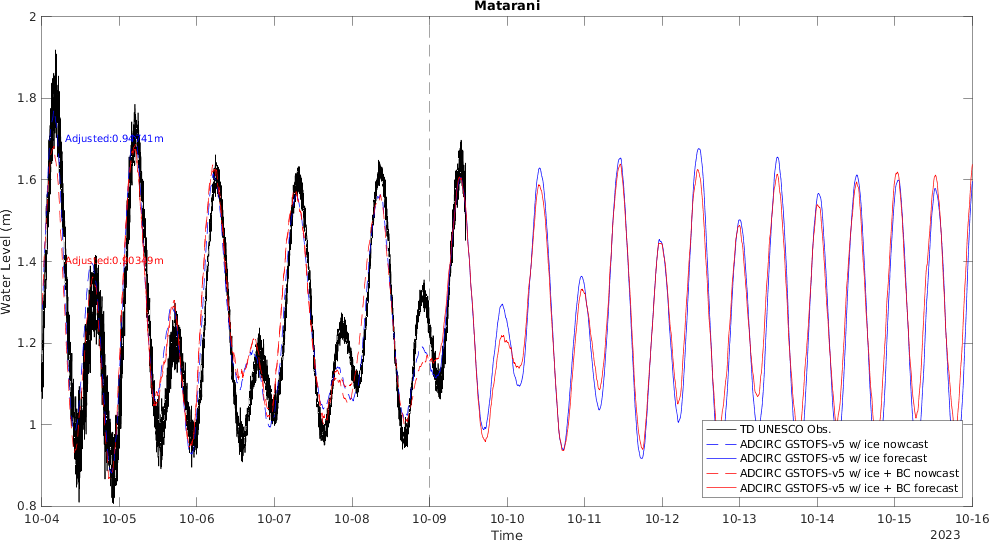 Matarani
2
1.8
1.6
1.4
1.2
1
0.8
Water Level (m)
Adjusted:0.94741m
Adjusted:0.90349m
TD UNESCO Obs.
ADCIRC GSTOFS-v5 w/ ice nowcast
ADCIRC GSTOFS-v5 w/ ice forecast
ADCIRC GSTOFS-v5 w/ ice + BC nowcast
ADCIRC GSTOFS-v5 w/ ice + BC forecast
10-04 10-05 10-06 10-07 10-08 10-09 10-10 10-11 10-12 10-13 10-14 10-15 10-16
Time
2023